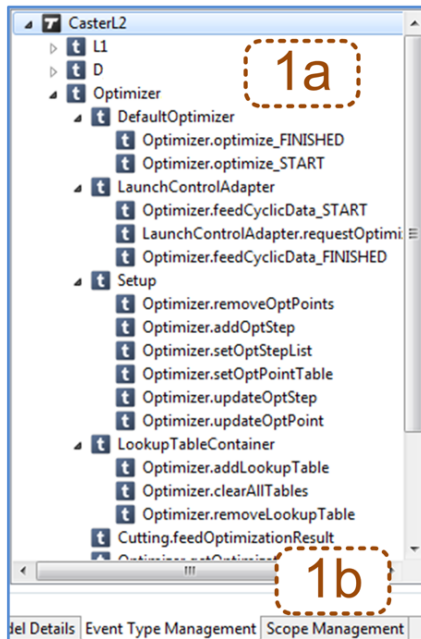 CasterL2
L1
D
1a
Optimizer
DefaultOptimizer
Optimizer.optimize_FINISHED
Optimizer.optimize_START
LaunchControlAdapter
Optimizer.feedCyclicData_START
LaunchControlAdapter.requestOptimi
Optimizer.feedCyclicData_FINISHED
Setup
Optimizer.removeOptPoints
Optimizer.addOptStep
Optimizer.setOptStepList
Optimizer.setOptPointTable
Optimizer.updateOptStep
Optimizer.updateOptPoint
LookupTableContainer
Optimizer.addLookupTable
Optimizer.clearAllTables
Optimizer.removeLookupTable
Cutting.feedOptimizationResult
1b
del Details Event Type Management Scope Management